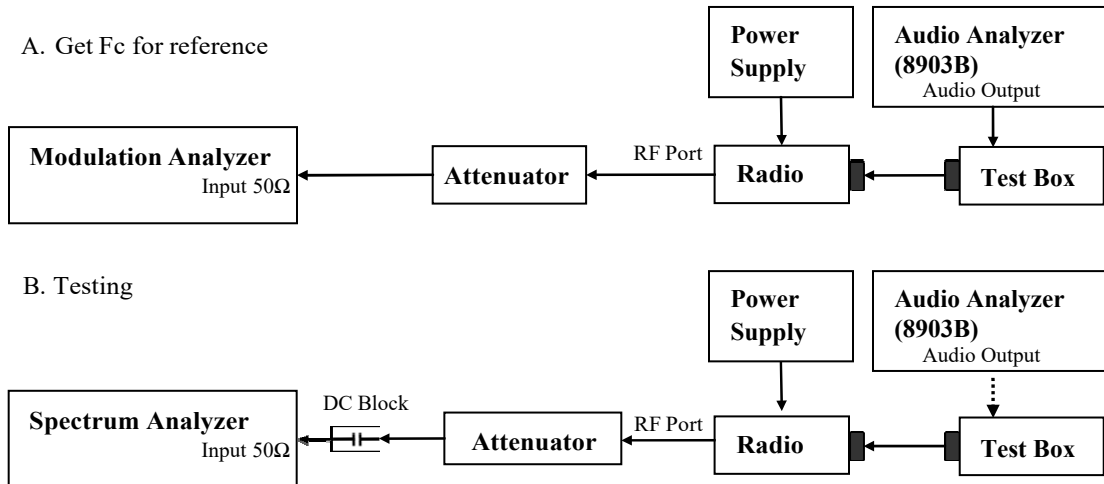 A. Get Fc for reference
Power
Supply
Audio Analyzer
(8903B)
Audio Output
Modulation Analyzer
Input 50Ω
Attenuator
RF Port
Radio
Test Box
B. Testing
Power
Supply
Audio Analyzer
(8903B)
Audio Output
Spectrum Analyzer
Input 50Ω
DC Block
Attenuator
RF Port
Radio
Test Box